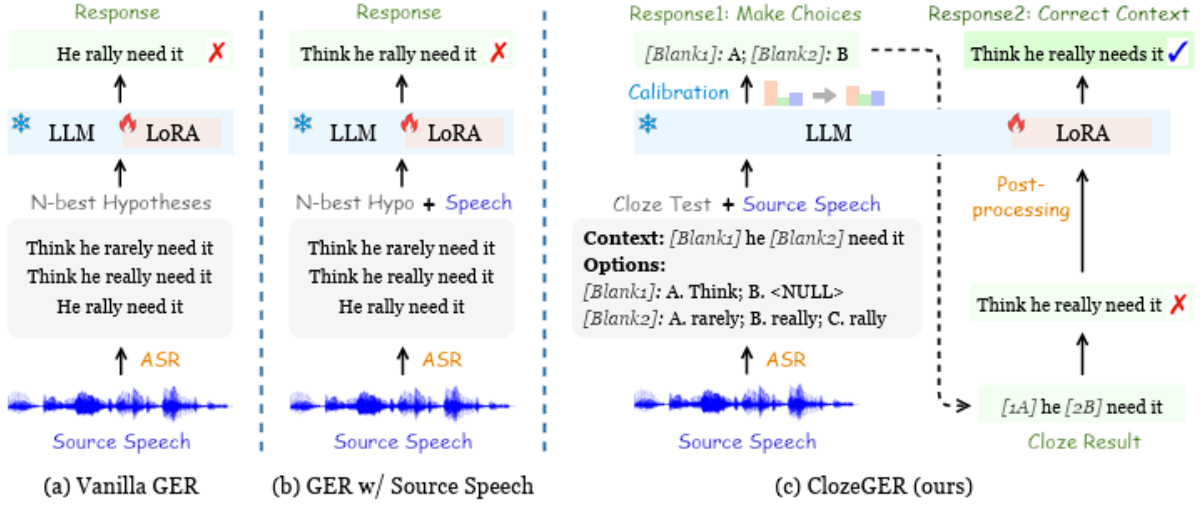 Response
He rally need it ✗
LLM LoRA
N-best Hypotheses
Think he rarely need it
Think he really need it
He rally need it
ASR
Source Speech
(a) Vanilla GER
Response
Think he rally need it ✗
LLM LoRA
N-best Hypo + Speech
Think he rarely need it
Think he really need it
He rally need it
ASR
Source Speech
(b) GER w/ Source Speech
Response1: Make Choices
[Blank1]: A; [Blank2]: B
Calibration
LLM
Cloze Test + Source Speech
Context: [Blank1] he [Blank2] need it
Options:
[Blank1]: A. Think; B. <NULL>
[Blank2]: A. rarely; B. really; C. rally
ASR
Source Speech
Response2: Correct Context
Think he really needs it ✓
LoRA
Post-
processing
Think he really need it ✗
[1A] he [2B] need it
Cloze Result
(c) ClozeGER (ours)